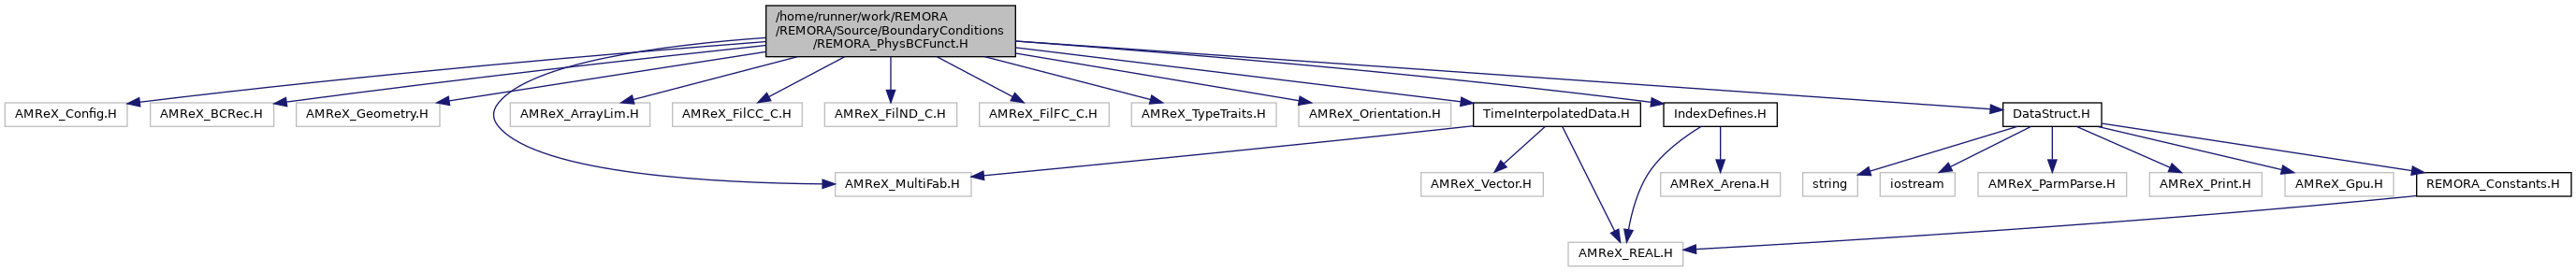 /home/runner/work/REMORA
/REMORA/Source/BoundaryConditions
/REMORA_PhysBCFunct.H
AMReX_Config.H
AMReX_BCRec.H
AMReX_Geometry.H
AMReX_ArrayLim.H
AMReX_FilCC_C.H
AMReX_FilND_C.H
AMReX_FilFC_C.H
AMReX_TypeTraits.H
AMReX_Orientation.H
TimeInterpolatedData.H
IndexDefines.H
DataStruct.H
AMReX_MultiFab.H
AMReX_Vector.H
AMReX_Arena.H
string
iostream
AMReX_ParmParse.H
AMReX_Print.H
AMReX_Gpu.H
REMORA_Constants.H
AMReX_REAL.H